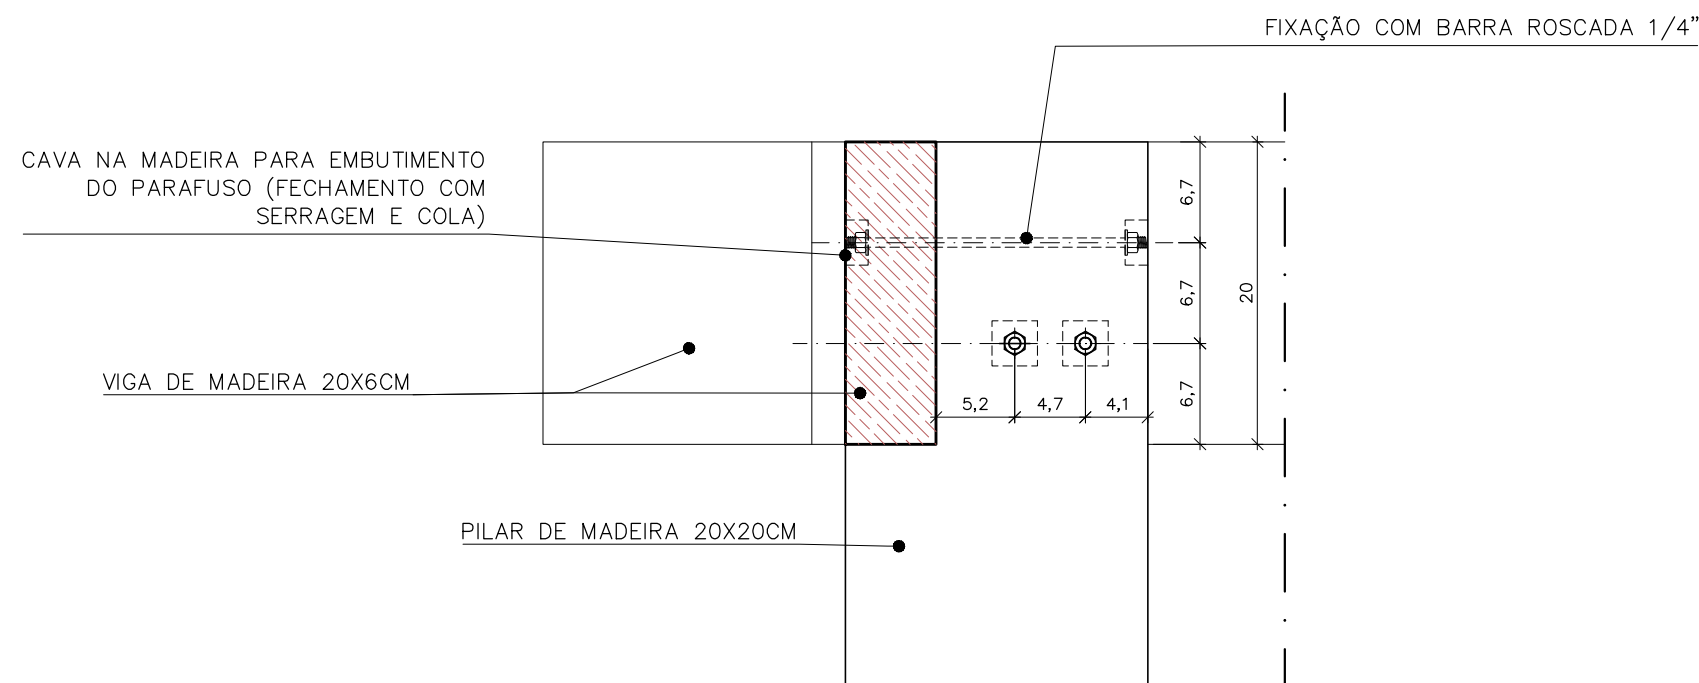 FIXAÇÃO COM BARRA ROSCADA 1/4"
CAVA NA MADEIRA PARA EMBUTIMENTO
DO PARAFUSO (FECHAMENTO COM
SERRAGEM E COLA)
6,7
6,7
20
VIGA DE MADEIRA 20X6CM
6,7
5,2
4,7
4,1
PILAR DE MADEIRA 20X20CM